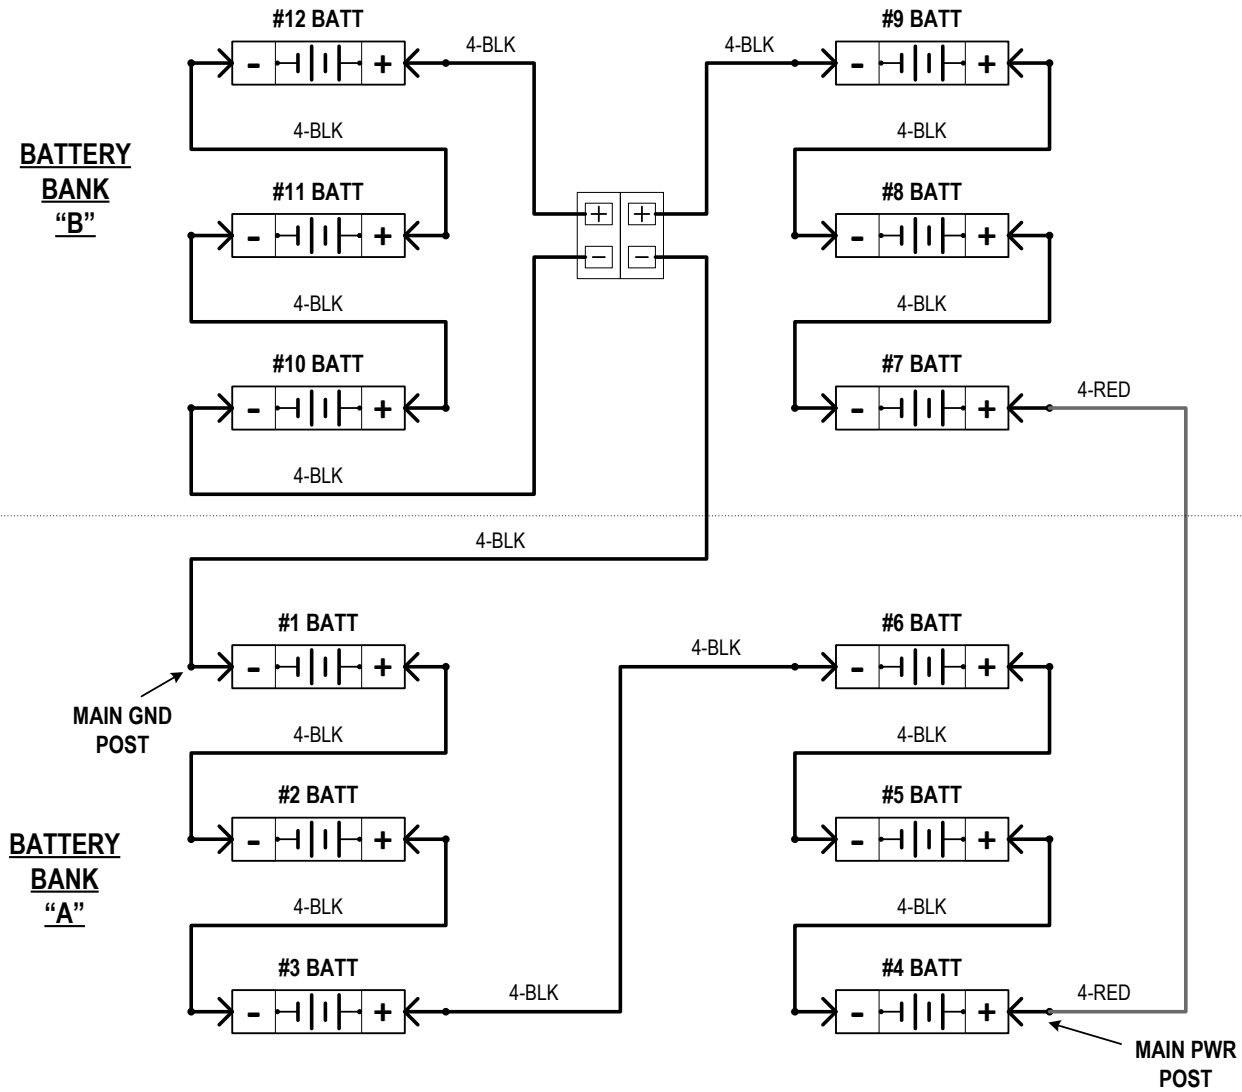 #12 BATT
#9 BATT
4-BLK
4-BLK
- +
- +
4-BLK
4-BLK
BATTERY
BANK
“B”
#11 BATT
#8 BATT
- +
+ +
- +
- -
4-BLK
4-BLK
#10 BATT
#7 BATT
- +
- +
4-RED
4-BLK
4-BLK
#1 BATT
#6 BATT
4-BLK
- +
- +
MAIN GND
POST
4-BLK
4-BLK
#2 BATT
#5 BATT
- +
- +
BATTERY
BANK
“A”
4-BLK
4-BLK
#3 BATT
#4 BATT
4-BLK
4-RED
- +
- +
MAIN PWR
POST